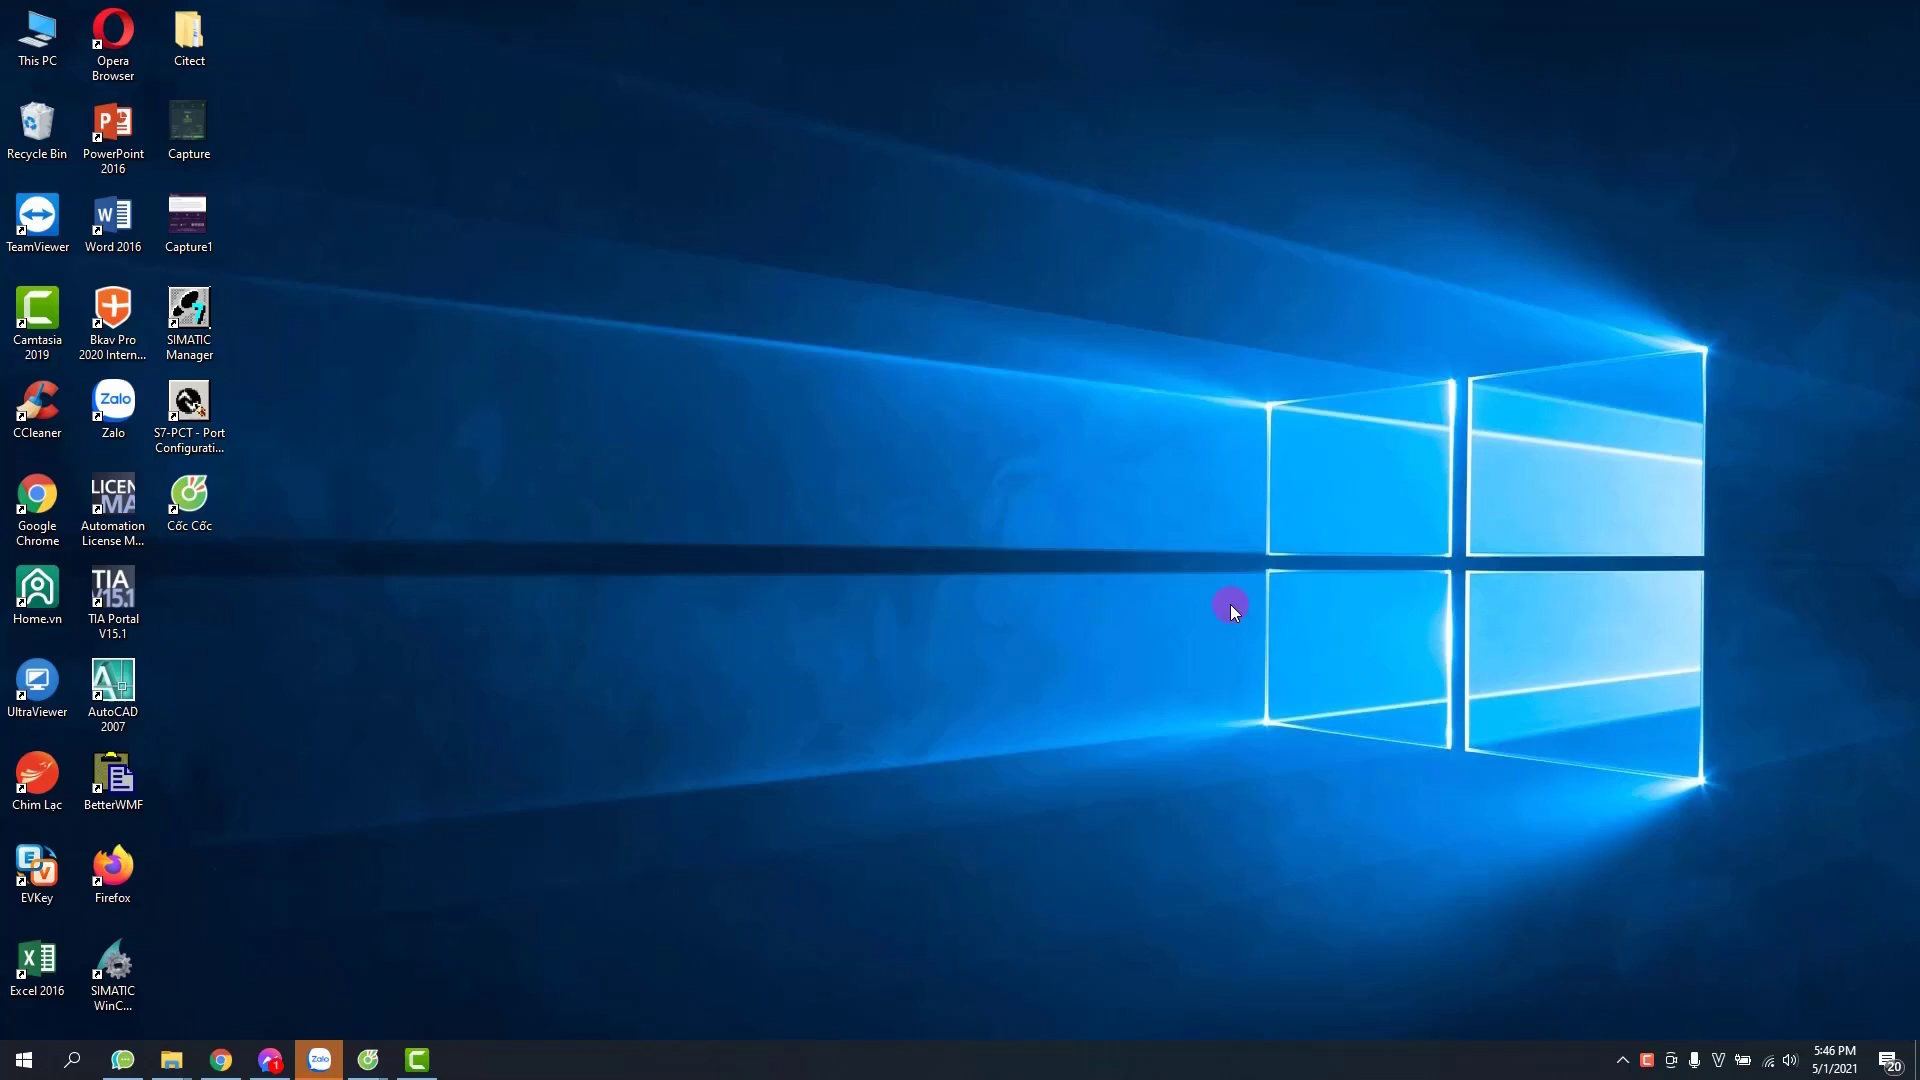 This PC
Opera
Browser
Citect
Recycle Bin
PowerPoint
2016
Capture
TeamViewer
Word 2016
Capture1
Camtasia
2019
Bkav Pro
2020 Intern...
SIMATIC
Manager
CCleaner
Zalo
Zalo
S7-PCT - Port
Configurati...
Google
Chrome
LICEN
MA
Automation
License M...
Cốc Cốc
Home.vn
TIA
V15.1
TIA Portal
V15.1
UltraViewer
AutoCAD
2007
Chim Lạc
BetterWMF
EVKey
Firefox
Excel 2016
SIMATIC
WinC...
1
Zalo
5:46 PM
5/1/2021
20